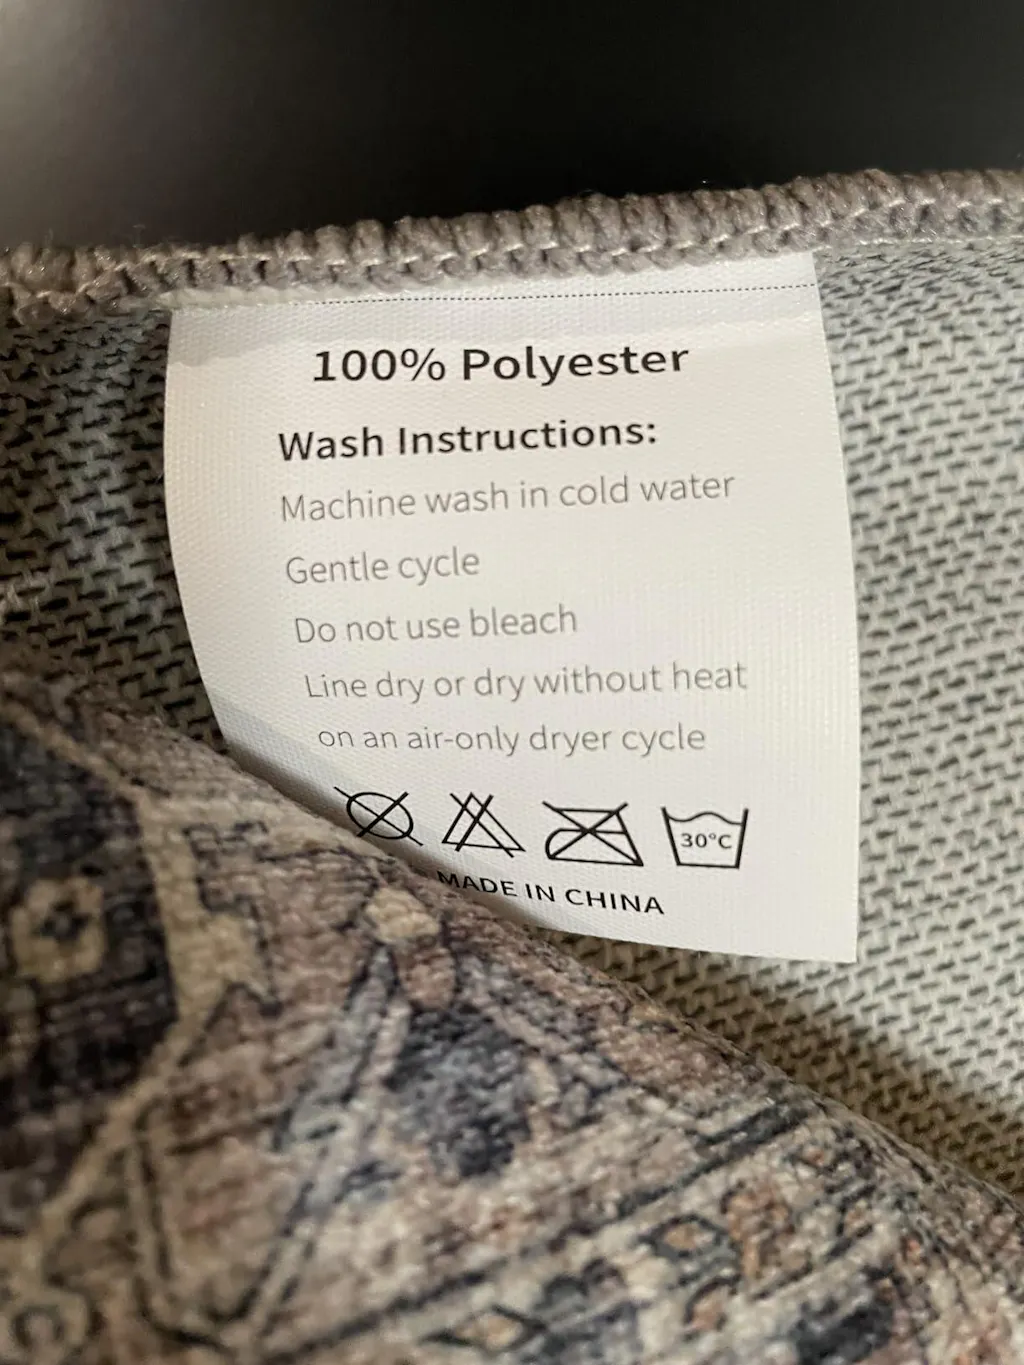 100% Polyester
Wash Instructions:
Machine wash in cold water
Gentle cycle
Do not use bleach
Line dry or dry without heat
on an air-only dryer cycle
30°C
MADE IN CHINA